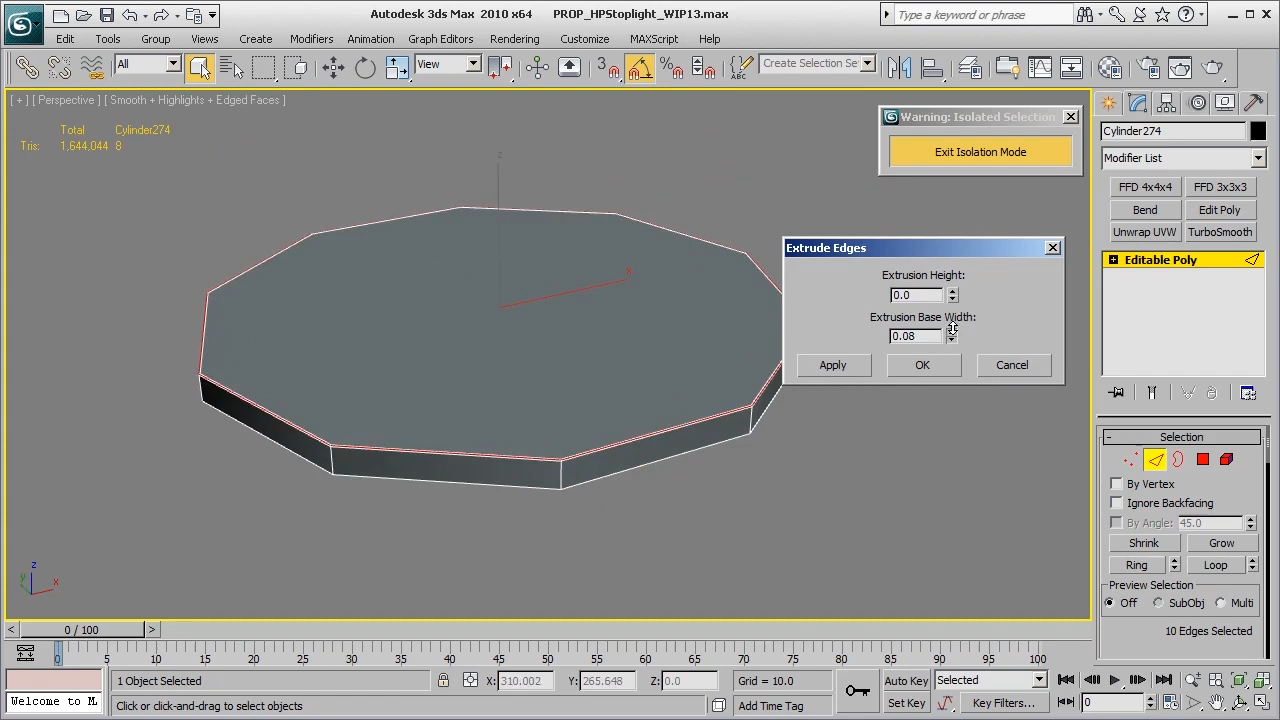 Autodesk 3ds Max 2010 x64 PROP_HPStoplight_WIP13.max
Type a keyword or phrase
Edit Tools Group Views Create Modifiers Animation Graph Editors Rendering Customize MAXScript Help
All View 3 Create Selection Se
[ + ] [ Perspective ] [ Smooth + Highlights + Edged Faces ]
Total Cylinder274
Tris: 1,644,044 8
z
x
Warning: Isolated Selection
Exit Isolation Mode
Extrude Edges
Extrusion Height:
0.0
Extrusion Base Width:
0.08
Apply OK Cancel
Cylinder274
Modifier List
FFD 4x4x4 FFD 3x3x3
Bend Edit Poly
Unwrap UVW TurboSmooth
Editable Poly
- Selection
By Vertex
Ignore Backfacing
By Angle: 45.0
Shrink Grow
Ring Loop
Preview Selection
Off SubObj Multi
10 Edges Selected
z
y
x
< 0 / 100 >
0 5 10 15 20 25 30 35 40 45 50 55 60 65 70 75 80 85 90 95 100
1 Object Selected X: 310.002 Y: 265.648 Z: 0.0 Grid = 10.0 Auto Key Selected
Welcome to M Click or click-and-drag to select objects Add Time Tag Set Key Key Filters... 0